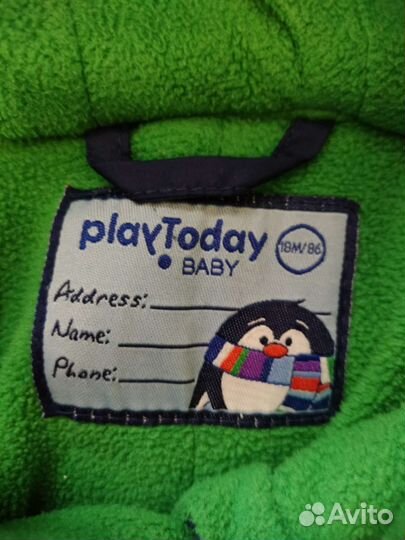 playToday
18M/86
BABY
Address:
Name:
Phone:
Avito